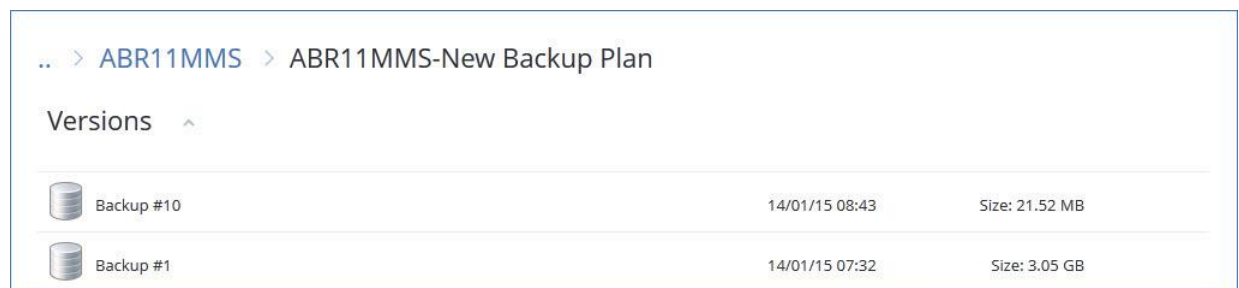 .. > ABR11MMS > ABR11MMS-New Backup Plan
Versions
Backup #10 14/01/15 08:43 Size: 21.52 MB
Backup #1 14/01/15 07:32 Size: 3.05 GB